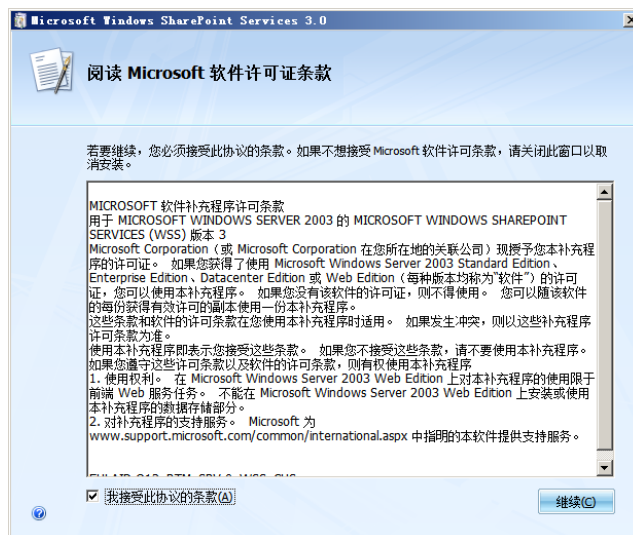 Microsoft Windows SharePoint Services 3.0
阅读 Microsoft 软件许可证条款
若要继续，您必须接受此协议的条款。如果不想接受 Microsoft 软件许可条款，请关闭此窗口以取
消安装。
MICROSOFT 软件补充程序许可条款
用于 MICROSOFT WINDOWS SERVER 2003 的 MICROSOFT WINDOWS SHAREPOINT
SERVICES (WSS) 版本 3
Microsoft Corporation（或 Microsoft Corporation 在您所在地的关联公司）现授予您本补充程
序的许可证。 如果您获得了使用 Microsoft Windows Server 2003 Standard Edition、
Enterprise Edition、Datacenter Edition 或 Web Edition（每种版本均称为“软件”）的许可
证，您可以使用本补充程序。 如果您没有该软件的许可证，则不得使用。 您可以随该软件
的每份获得有效许可的副本使用一份本补充程序。
这些条款和软件的许可条款在您使用本补充程序时适用。 如果发生冲突，则以这些补充程序
许可条款为准。
使用本补充程序即表示您接受这些条款。 如果您不接受这些条款，请不要使用本补充程序。
如果您遵守这些许可条款以及软件的许可条款，则有权使用本补充程序
1. 使用权利。 在 Microsoft Windows Server 2003 Web Edition 上对本补充程序的使用限于
前端 Web 服务任务。 不能在 Microsoft Windows Server 2003 Web Edition 上安装或使用
本补充程序的数据存储部分。
2. 对补充程序的支持服务。 Microsoft 为
www.support.microsoft.com/common/international.aspx 中指明的本软件提供支持服务。
我接受此协议的条款(A)
继续(C)